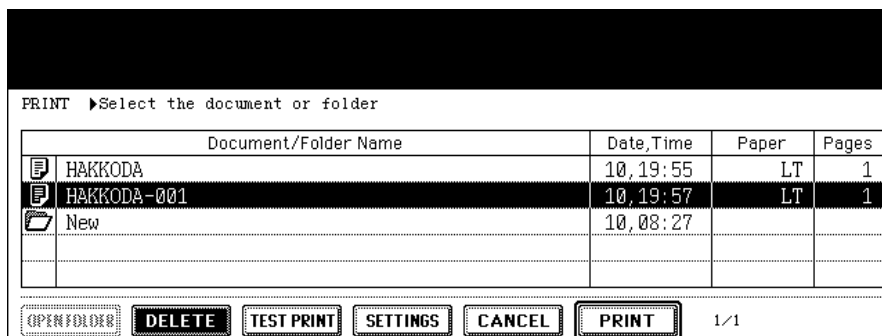 PRINT ▶Select the document or folder
Document/Folder Name Date,Time Paper Pages
HAKKODA 10,19:55 LT 1
HAKKODA-001 10,19:57 LT 1
New 10,08:27
OPEN FOLDER DELETE TEST PRINT SETTINGS CANCEL PRINT 1/1